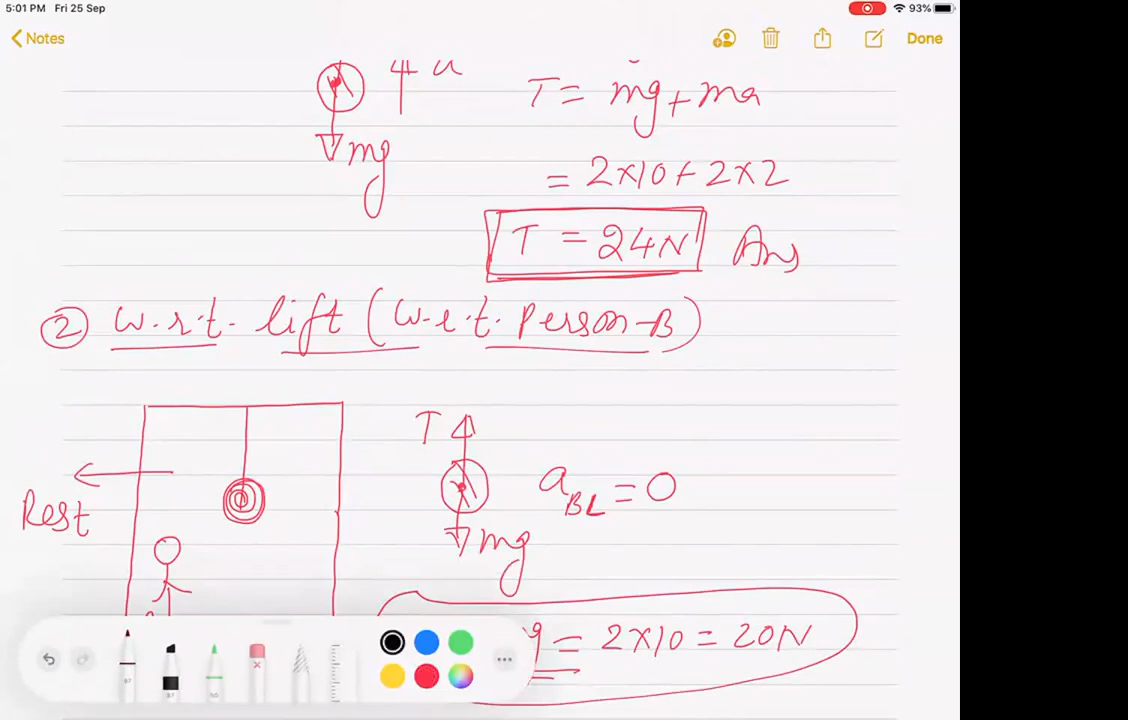 5:01 PM Fri 25 Sep 93%
Notes Done
a
T = mg + ma
mg
= 2×10 + 2×2
T = 24N Ans
② w.r.t. lift (w.r.t. Person-B)
T
a_BL = 0
Rest
mg
g = 2×10 = 20N